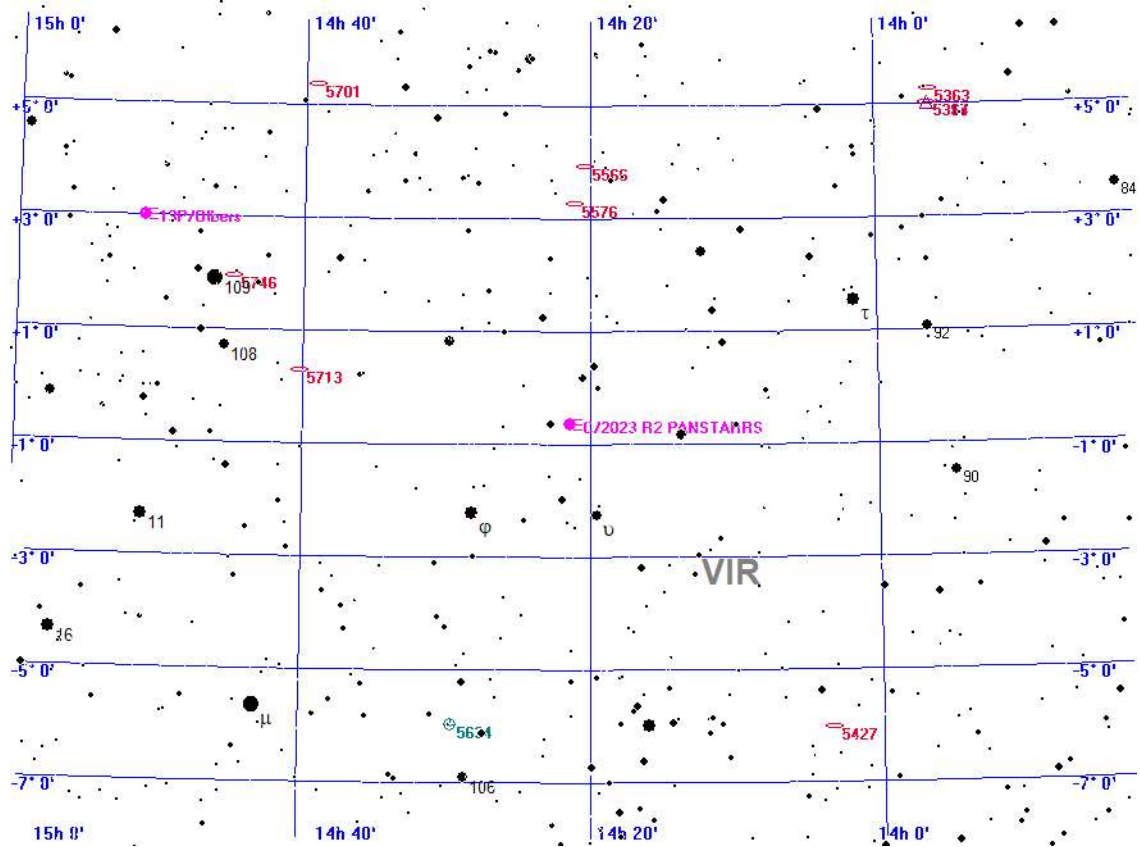 15h 0' 14h 40' 14h 20' 14h 0'
5701
5363
+5° 0' +5° 0'
5566
84
13P/Olbers
5576
+3° 0' +3° 0'
5746
109
τ
+1° 0' 92 +1° 0'
108
5713
C/2023 R2 PANSTARRS
-1° 0' -1° 0'
90
11 φ υ
-3° 0' -3° 0'
VIR
16
-5° 0' -5° 0'
μ
5634 5427
-7° 0' 106 -7° 0'
15h 0' 14h 40' 14h 20' 14h 0'